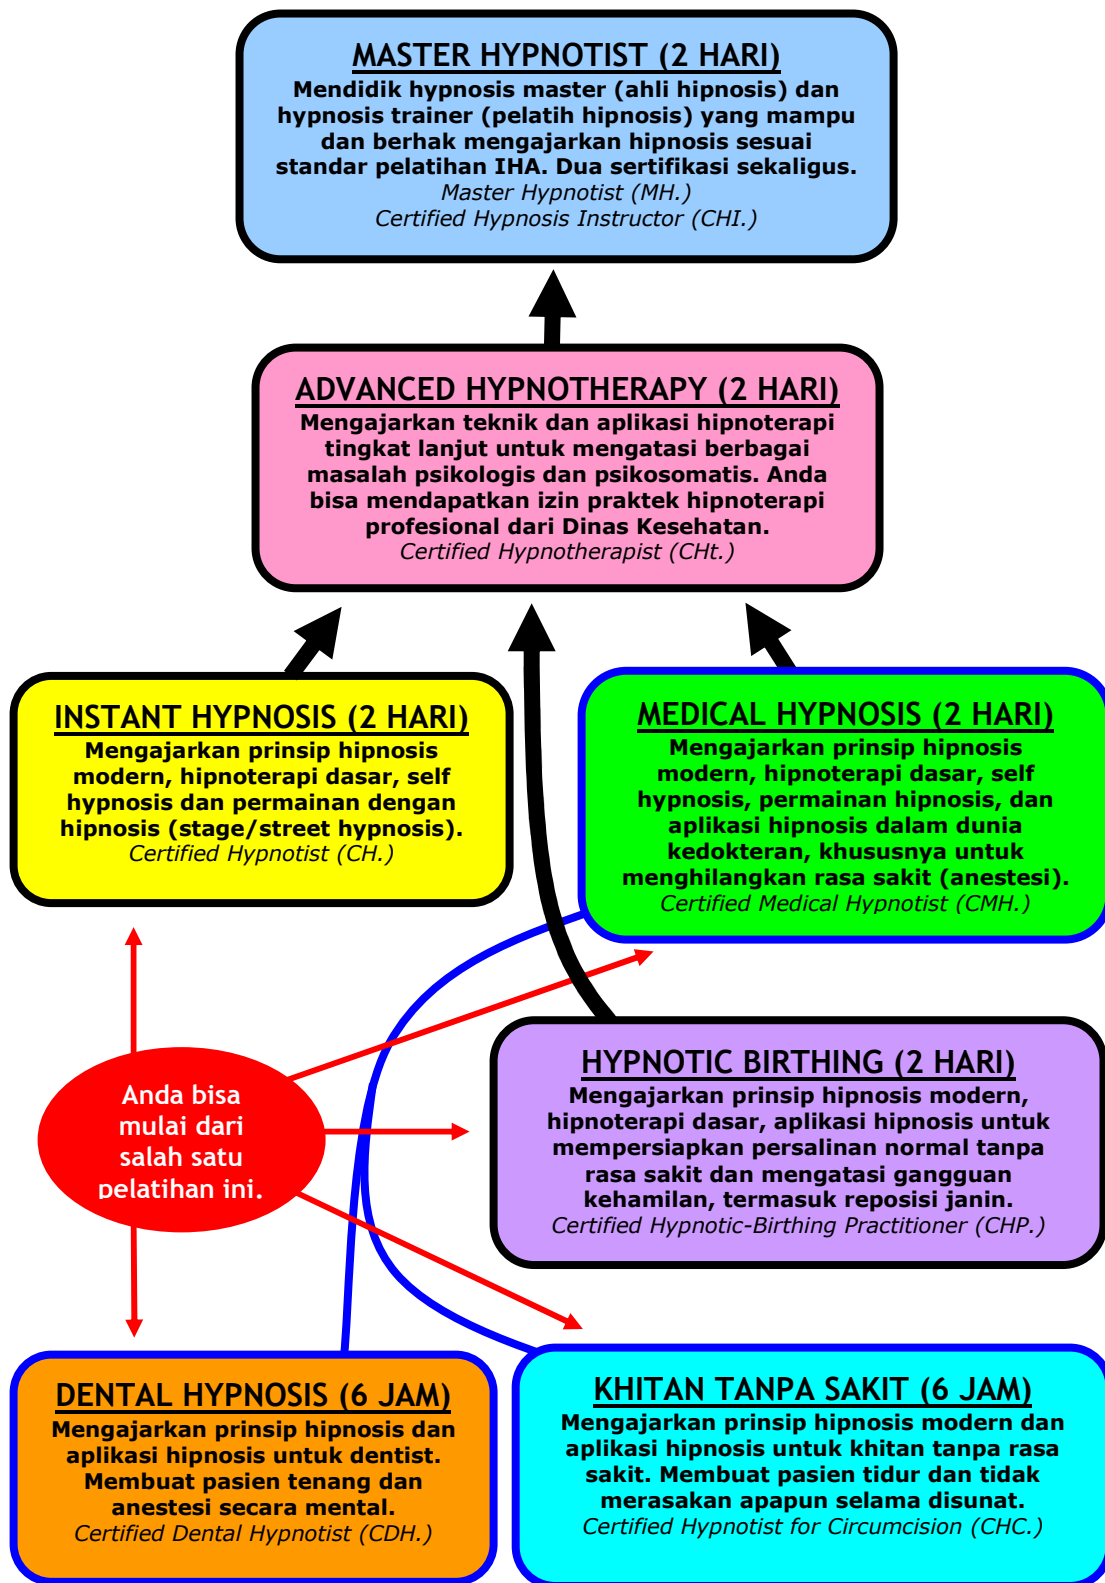 MASTER HYPNOTIST (2 HARI)
Mendidik hypnosis master (ahli hipnosis) dan
hypnosis trainer (pelatih hipnosis) yang mampu
dan berhak mengajarkan hipnosis sesuai
standar pelatihan IHA. Dua sertifikasi sekaligus.
Master Hypnotist (MH.)
Certified Hypnosis Instructor (CHI.)
ADVANCED HYPNOTHERAPY (2 HARI)
Mengajarkan teknik dan aplikasi hipnoterapi
tingkat lanjut untuk mengatasi berbagai
masalah psikologis dan psikosomatis. Anda
bisa mendapatkan izin praktek hipnoterapi
profesional dari Dinas Kesehatan.
Certified Hypnotherapist (CHt.)
INSTANT HYPNOSIS (2 HARI)
Mengajarkan prinsip hipnosis
modern, hipnoterapi dasar, self
hypnosis dan permainan dengan
hipnosis (stage/street hypnosis).
Certified Hypnotist (CH.)
MEDICAL HYPNOSIS (2 HARI)
Mengajarkan prinsip hipnosis
modern, hipnoterapi dasar, self
hypnosis, permainan hipnosis, dan
aplikasi hipnosis dalam dunia
kedokteran, khususnya untuk
menghilangkan rasa sakit (anestesi).
Certified Medical Hypnotist (CMH.)
Anda bisa
mulai dari
salah satu
pelatihan ini.
HYPNOTIC BIRTHING (2 HARI)
Mengajarkan prinsip hipnosis modern,
hipnoterapi dasar, aplikasi hipnosis untuk
mempersiapkan persalinan normal tanpa
rasa sakit dan mengatasi gangguan
kehamilan, termasuk reposisi janin.
Certified Hypnotic-Birthing Practitioner (CHP.)
DENTAL HYPNOSIS (6 JAM)
Mengajarkan prinsip hipnosis dan
aplikasi hipnosis untuk dentist.
Membuat pasien tenang dan
anestesi secara mental.
Certified Dental Hypnotist (CDH.)
KHITAN TANPA SAKIT (6 JAM)
Mengajarkan prinsip hipnosis modern dan
aplikasi hipnosis untuk khitan tanpa rasa
sakit. Membuat pasien tidur dan tidak
merasakan apapun selama disunat.
Certified Hypnotist for Circumcision (CHC.)